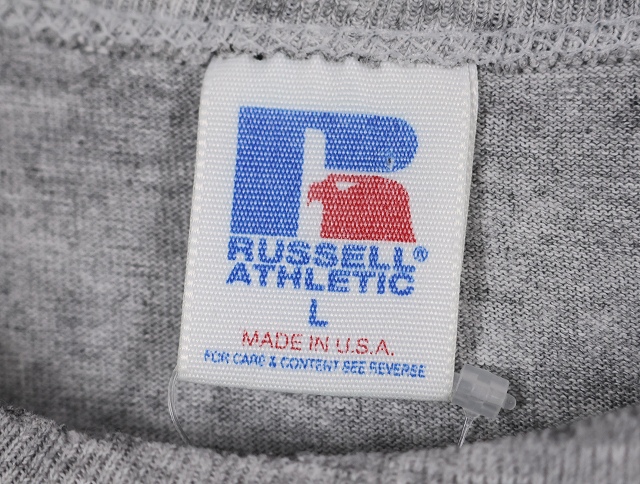 RUSSELL®
ATHLETIC
L
MADE IN U.S.A.
FOR CARE & CONTENT SEE REVERSE